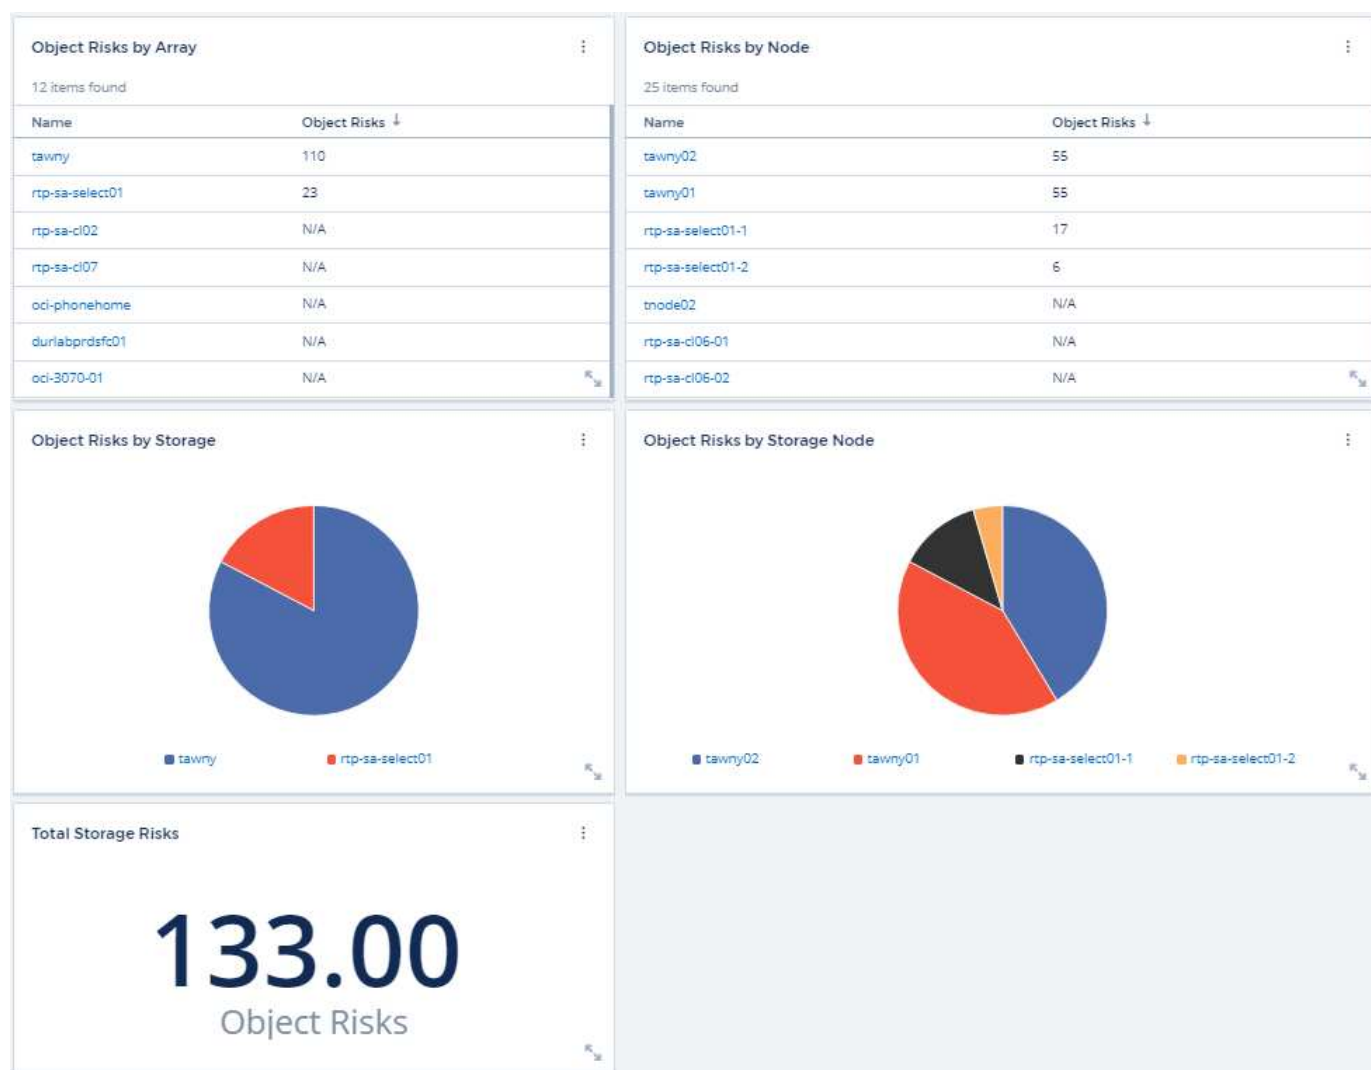 Object Risks by Array
12 items found
Name Object Risks ↓
tawny 110
rtp-sa-select01 23
rtp-sa-cl02 N/A
rtp-sa-cl07 N/A
oci-phonehome N/A
durlabprdsfc01 N/A
oci-3070-01 N/A
Object Risks by Node
25 items found
Name Object Risks ↓
tawny02 55
tawny01 55
rtp-sa-select01-1 17
rtp-sa-select01-2 6
tnode02 N/A
rtp-sa-cl06-01 N/A
rtp-sa-cl06-02 N/A
Object Risks by Storage
tawny rtp-sa-select01
Object Risks by Storage Node
tawny02 tawny01 rtp-sa-select01-1 rtp-sa-select01-2
Total Storage Risks
133.00
Object Risks